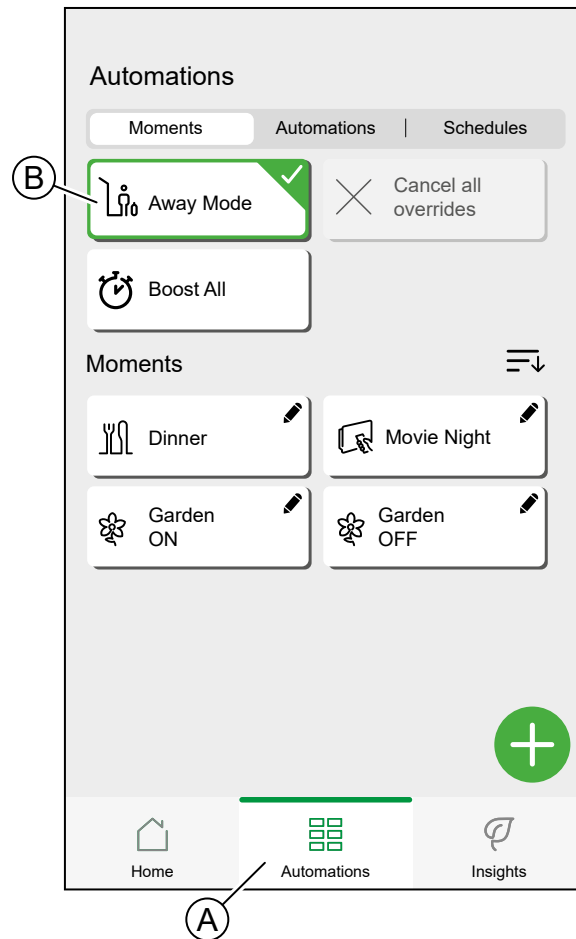 Automations
Moments
Automations
Schedules
B
Away Mode
Cancel all
overrides
Boost All
Moments
Dinner
Movie Night
Garden
ON
Garden
OFF
Home
Automations
Insights
A